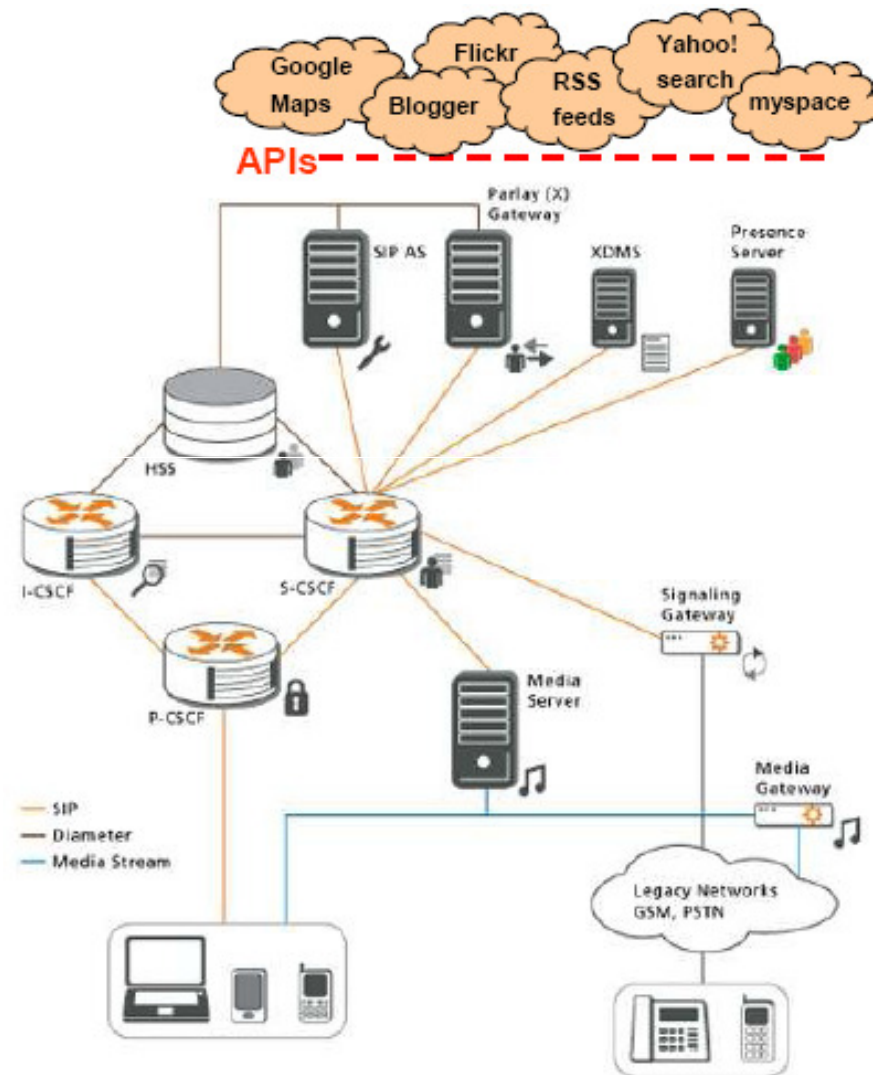 Google
Maps
Flickr
Blogger
RSS
feeds
Yahoo!
search
myspace
APIs
Parlay (X)
Gateway
SIP AS
XDMS
Presence
Server
HSS
I-CSCF
S-CSCF
Signaling
Gateway
P-CSCF
Media
Server
Media
Gateway
SIP
Diameter
Media Stream
Legacy Networks
GSM, PSTN